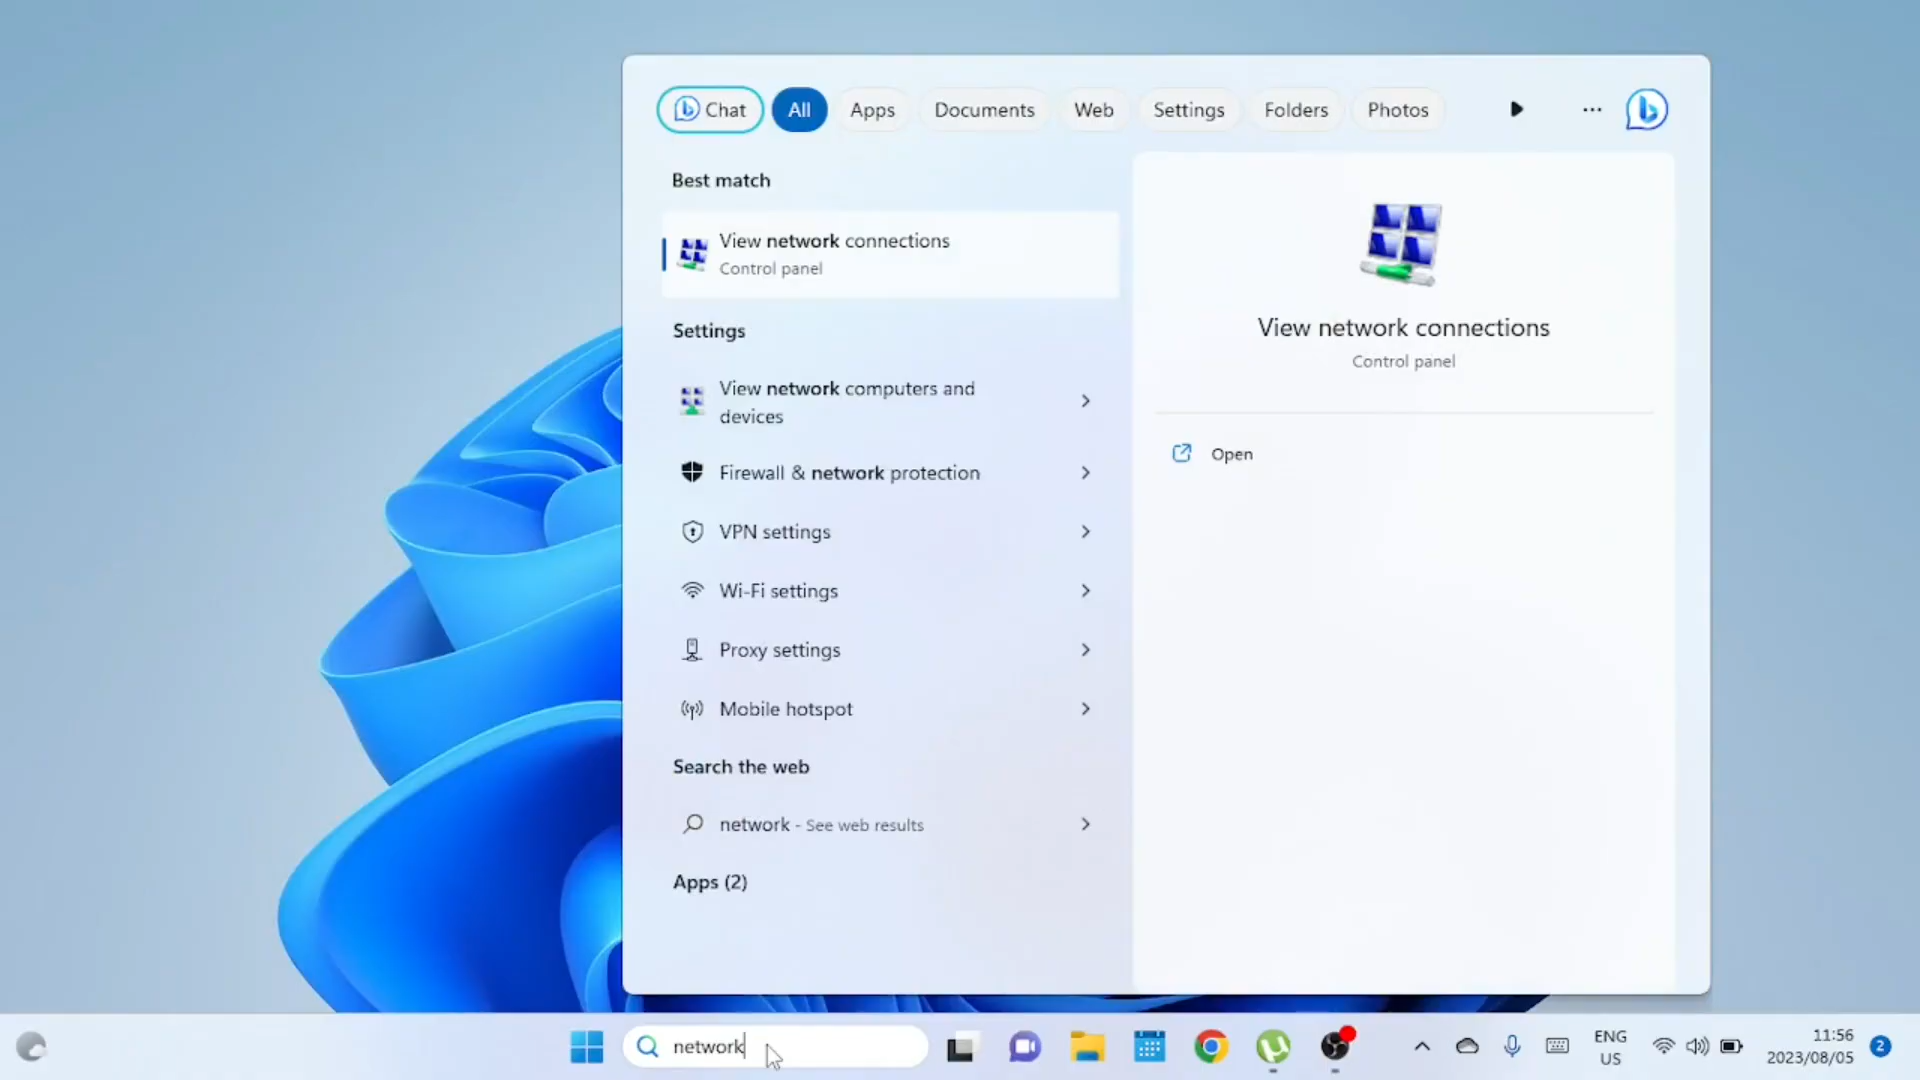 Chat All Apps Documents Web Settings Folders Photos ...
Best match
View network connections
Control panel
Settings
View network computers and
devices
Firewall & network protection
VPN settings
Wi-Fi settings
Proxy settings
Mobile hotspot
Search the web
network - See web results
Apps (2)
View network connections
Control panel
Open
network
ENG
US
11:56
2023/08/05
2